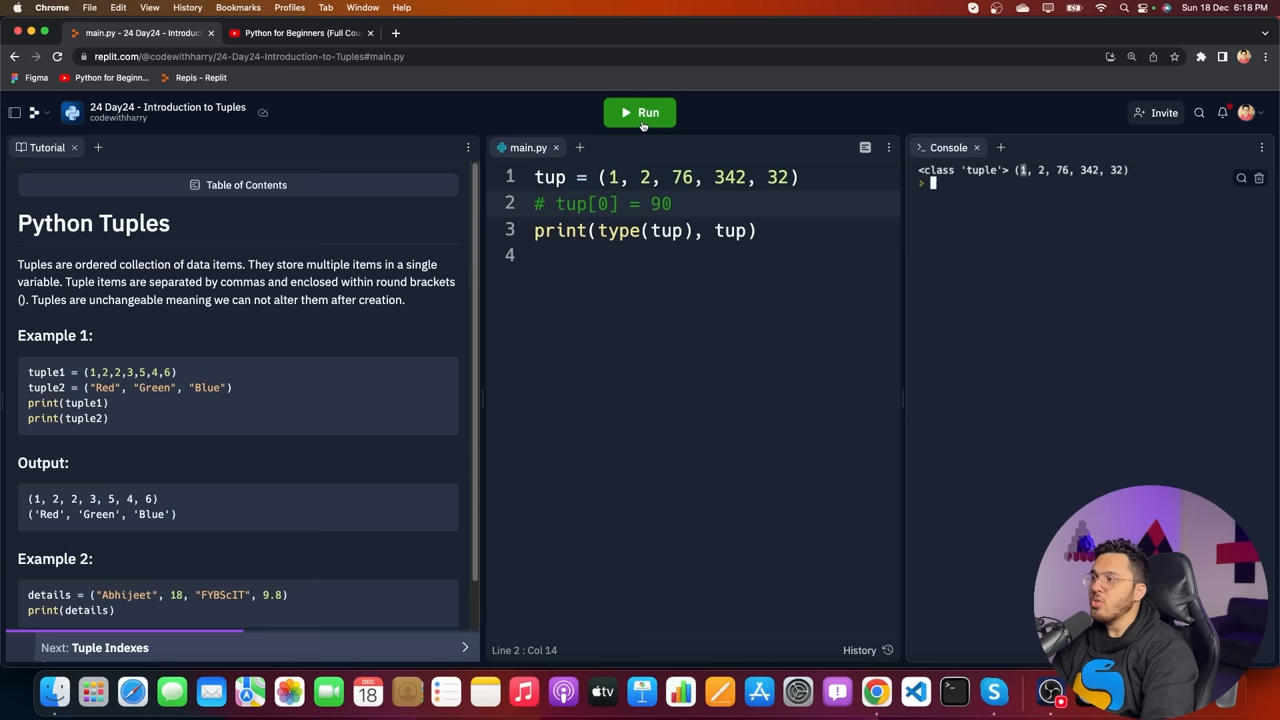 Chrome File Edit View History Bookmarks Profiles Tab Window Help
Sun 18 Dec 6:18 PM
main.py - 24 Day24 - Introduc
Python for Beginners (Full Cou
replit.com/@codewithharry/24-Day24-Introduction-to-Tuples#main.py
Figma
Python for Beginn...
Repls - Replit
24 Day24 - Introduction to Tuples
codewithharry
Run
Invite
Tutorial
Table of Contents
Python Tuples
Tuples are ordered collection of data items. They store multiple items in a single
variable. Tuple items are separated by commas and enclosed within round brackets
(). Tuples are unchangeable meaning we can not alter them after creation.
Example 1:
tuple1 = (1,2,2,3,5,4,6)
tuple2 = ("Red", "Green", "Blue")
print(tuple1)
print(tuple2)
Output:
(1, 2, 2, 3, 5, 4, 6)
('Red', 'Green', 'Blue')
Example 2:
details = ("Abhijeet", 18, "FYBScIT", 9.8)
print(details)
Next: Tuple Indexes
main.py
1 tup = (1, 2, 76, 342, 32)
2 # tup[0] = 90
3 print(type(tup), tup)
4
Line 2 : Col 14
History
Console
<class 'tuple'> (1, 2, 76, 342, 32)
>
DEC
18
tv